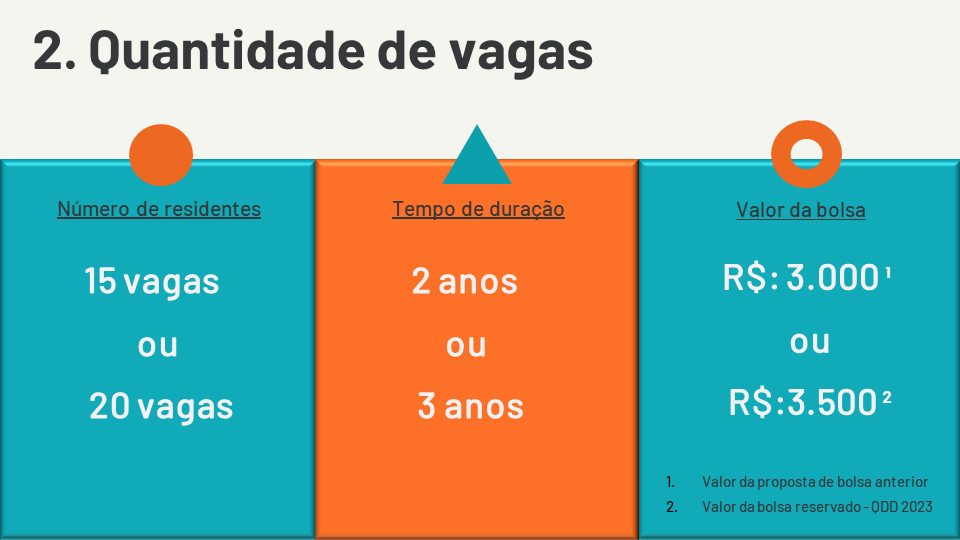 2. Quantidade de vagas
Número de residentes
15 vagas
ou
20 vagas
Tempo de duração
2 anos
ou
3 anos
Valor da bolsa
R$: 3.000 ¹
ou
R$:3.500 ²
1. Valor da proposta de bolsa anterior
2. Valor da bolsa reservado - QDD 2023